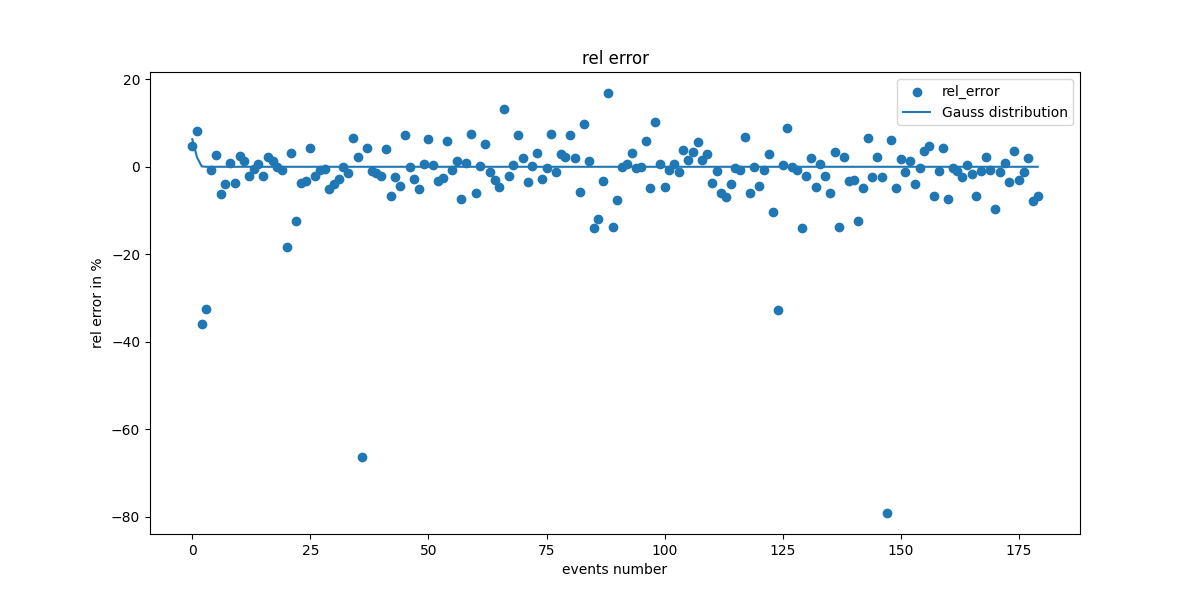 rel error
rel_error
Gauss distribution
rel error in %
20
0
−20
−40
−60
−80
0 25 50 75 100 125 150 175
events number